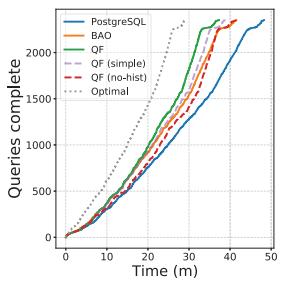 PostgreSQL
BAO
QF
QF (simple)
QF (no-hist)
Optimal
Queries complete
2000
1500
1000
500
0
0 10 20 30 40 50
Time (m)